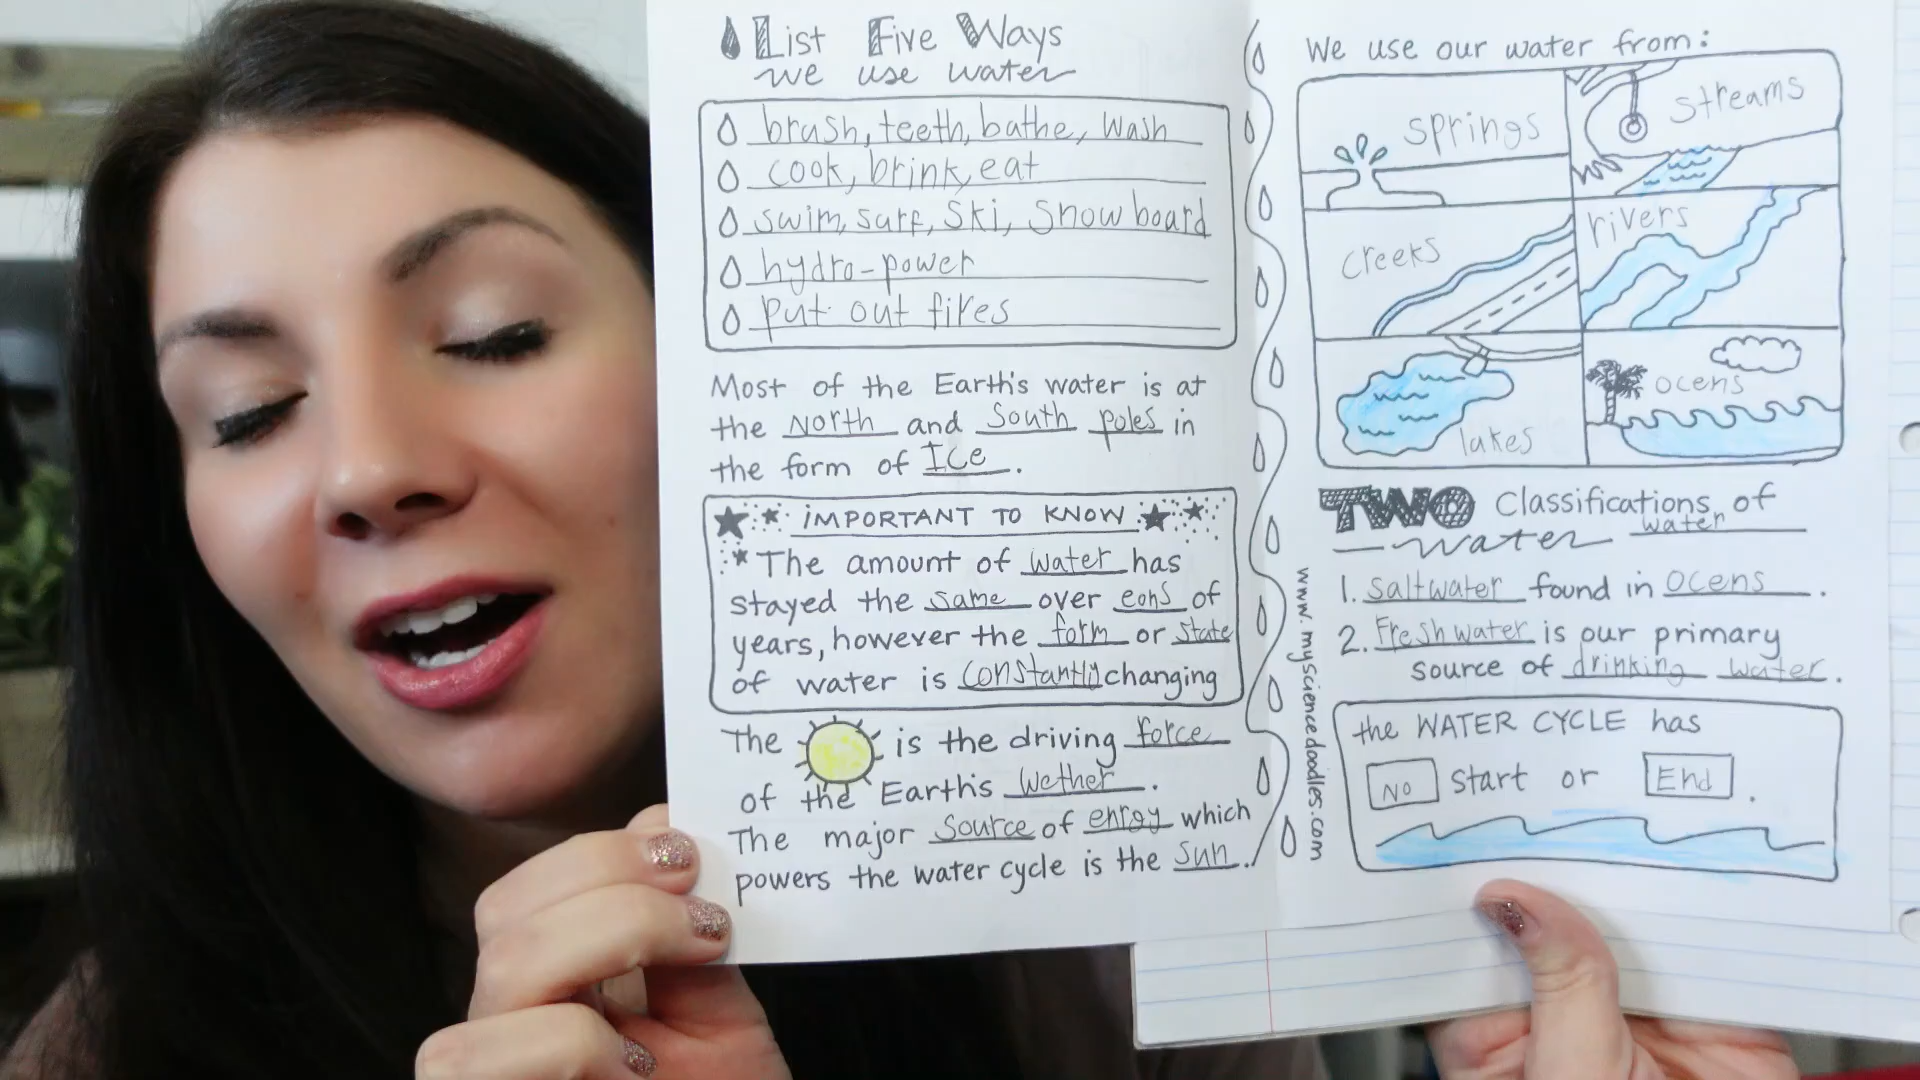 List Five Ways
we use water
brush, teeth, bathe, wash
cook, brink, eat
swim, surf, ski, snowboard
hydro-power
put out fires
Most of the Earth's water is at
the North and South poles in
the form of Ice.
IMPORTANT TO KNOW
* The amount of water has
stayed the same over eons of
years, however the form or state
of water is constantly changing
The is the driving force
of the Earth's wether.
The major source of enrgy which
powers the water cycle is the sun.
We use our water from:
springs
streams
creeks
rivers
lakes
ocens
TWO Classifications of
water water
1. saltwater found in ocens.
2. Freshwater is our primary
source of drinking water.
the WATER CYCLE has
No start or End.
www.mysciencedoodles.com